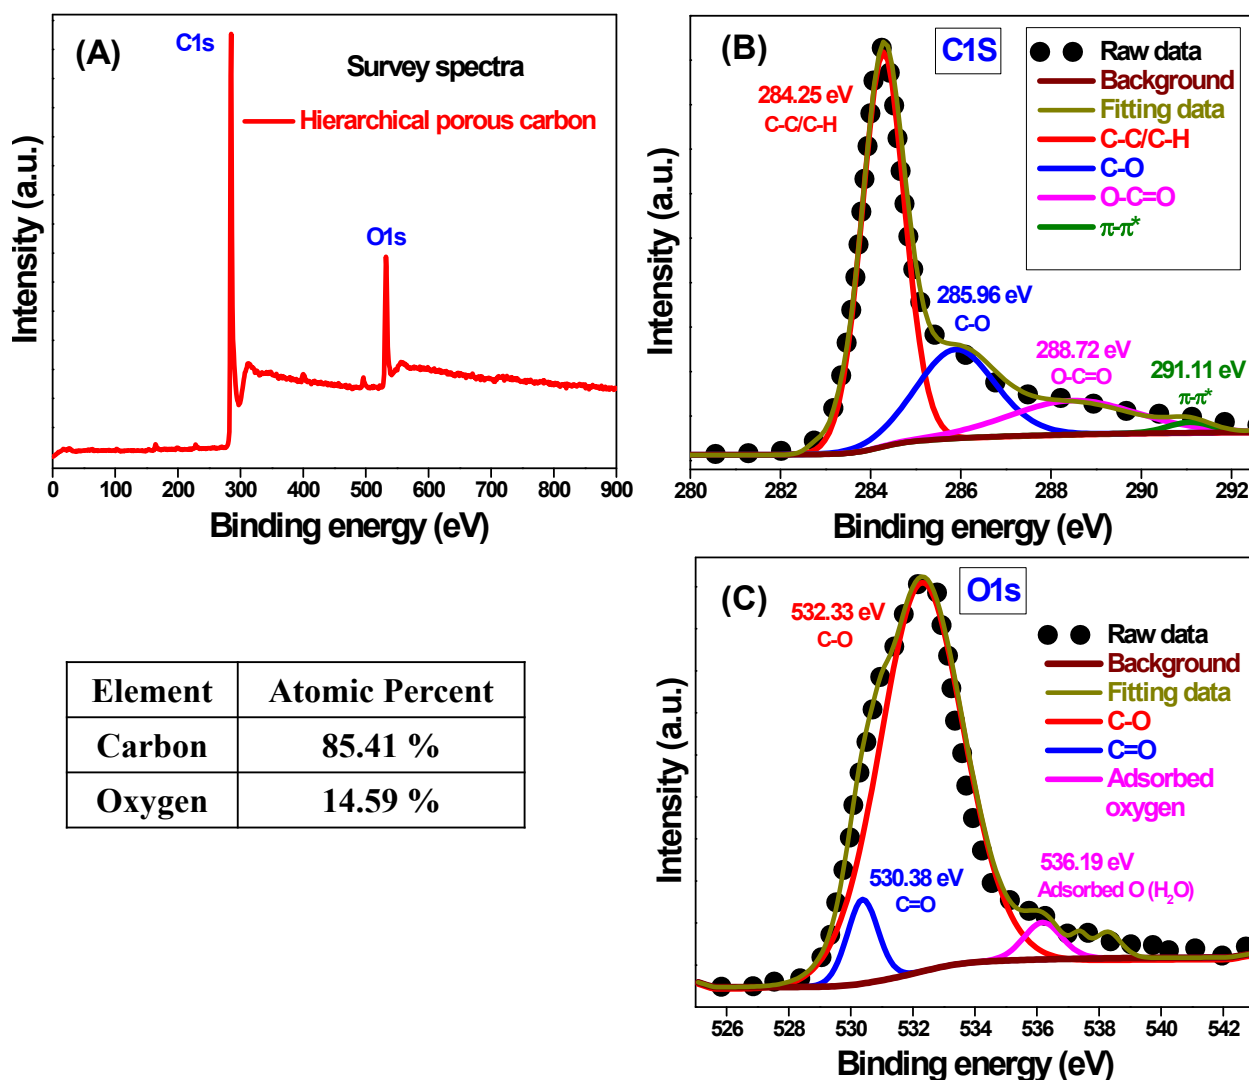 (A)
C1s
Survey spectra
Hierarchical porous carbon
O1s
Intensity (a.u.)
0 100 200 300 400 500 600 700 800 900
Binding energy (eV)
(B)
C1S
Raw data
Background
Fitting data
C-C/C-H
C-O
O-C=O
π-π*
284.25 eV
C-C/C-H
285.96 eV
C-O
288.72 eV
O-C=O
291.11 eV
π-π*
Intensity (a.u.)
280 282 284 286 288 290 292
Binding energy (eV)
Element Atomic Percent
Carbon 85.41 %
Oxygen 14.59 %
(C)
O1s
532.33 eV
C-O
Raw data
Background
Fitting data
C-O
C=O
Adsorbed
oxygen
530.38 eV
C=O
536.19 eV
Adsorbed O (H₂O)
Intensity (a.u.)
526 528 530 532 534 536 538 540 542
Binding energy (eV)